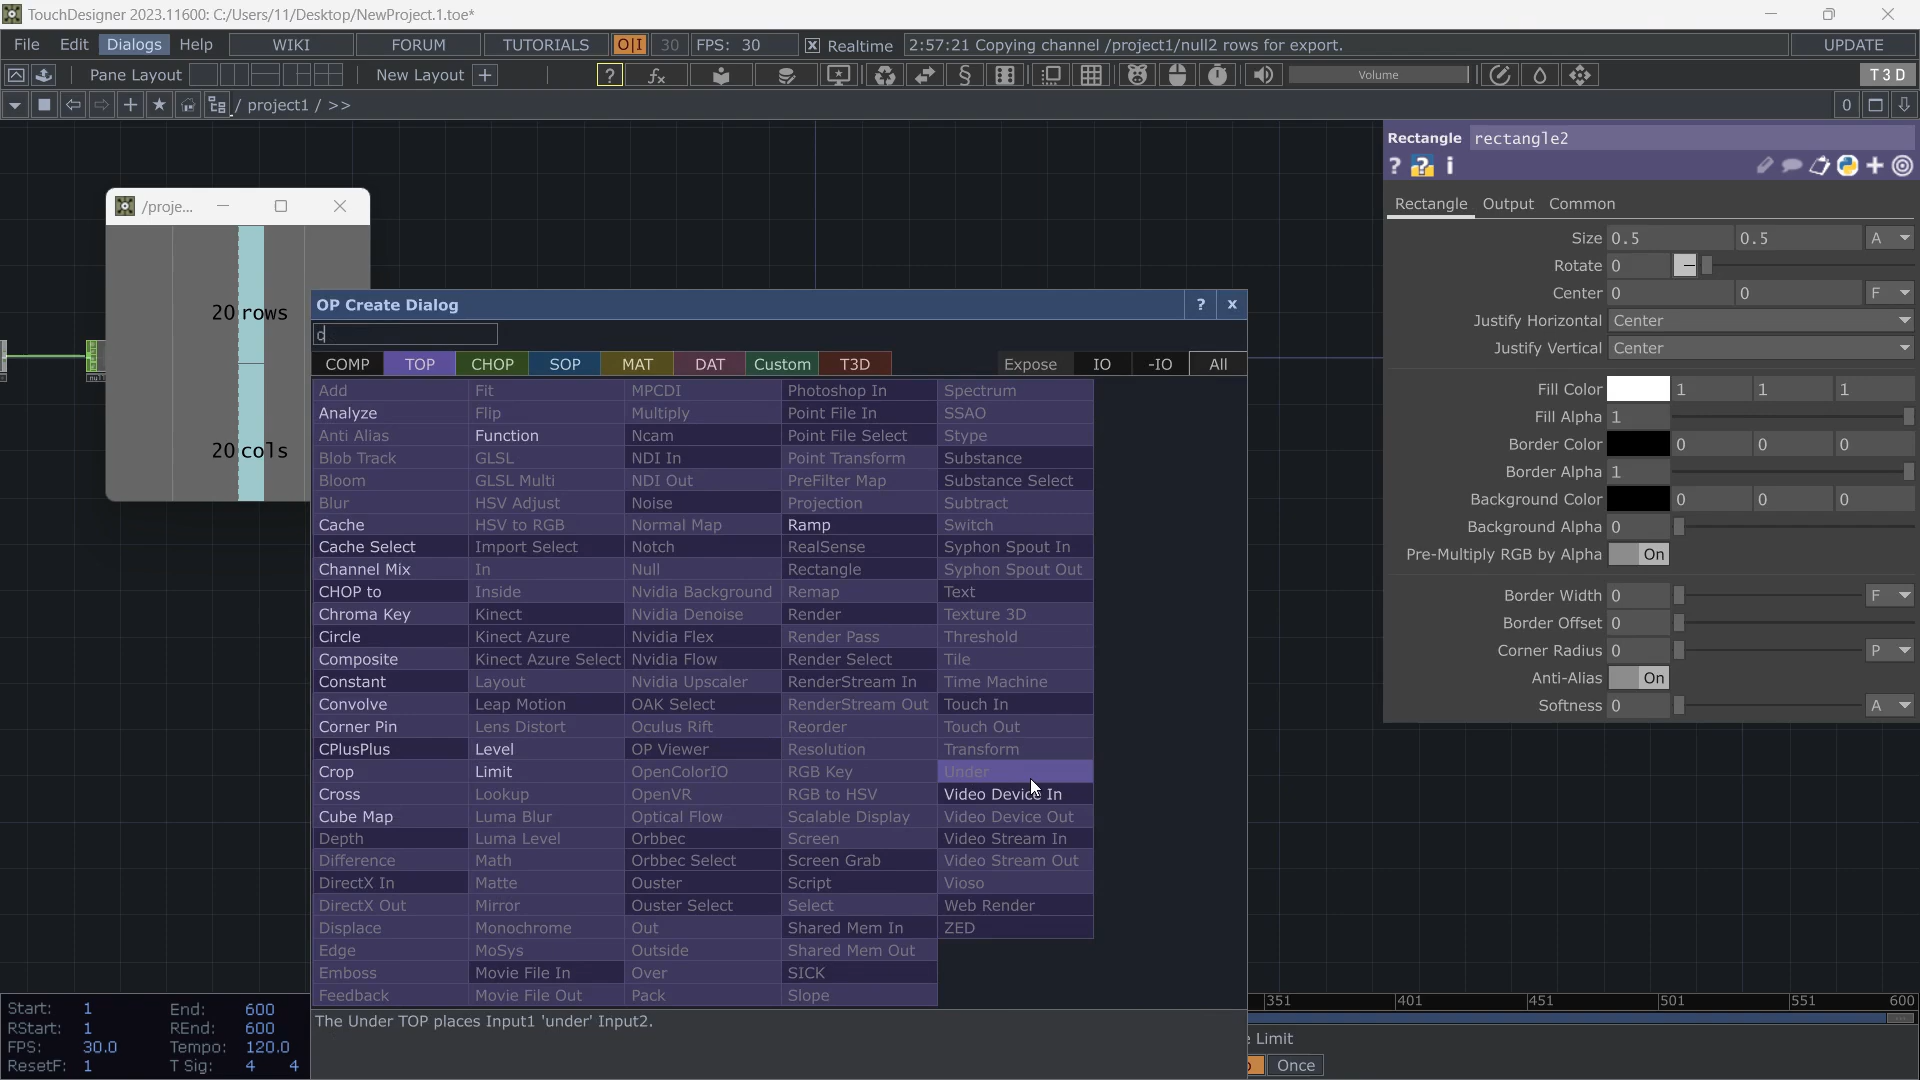 TouchDesigner 2023.11600: C:/Users/11/Desktop/NewProject.1.toe*
File Edit Dialogs Help WIKI FORUM TUTORIALS O|I 30 FPS: 30 Realtime 2:57:21 Copying channel /project1/null2 rows for export. UPDATE
Pane Layout New Layout + ? Volume T3D
/ project1 / >> 0
Rectangle rectangle2
? ? i
Rectangle Output Common
Size 0.5 0.5 A
Rotate 0
Center 0 0 F
Justify Horizontal Center
Justify Vertical Center
Fill Color 1 1 1
Fill Alpha 1
Border Color 0 0 0
Border Alpha 1
Background Color 0 0 0
Background Alpha 0
Pre-Multiply RGB by Alpha On
Border Width 0 F
Border Offset 0
Corner Radius 0 P
Anti-Alias On
Softness 0 A
/proje...
20 rows
20 cols
OP Create Dialog ? x
c
COMP TOP CHOP SOP MAT DAT Custom T3D Expose IO -IO All
Add Fit MPCDI Photoshop In Spectrum
Analyze Flip Multiply Point File In SSAO
Anti Alias Function Ncam Point File Select Stype
Blob Track GLSL NDI In Point Transform Substance
Bloom GLSL Multi NDI Out PreFilter Map Substance Select
Blur HSV Adjust Noise Projection Subtract
Cache HSV to RGB Normal Map Ramp Switch
Cache Select Import Select Notch RealSense Syphon Spout In
Channel Mix In Null Rectangle Syphon Spout Out
CHOP to Inside Nvidia Background Remap Text
Chroma Key Kinect Nvidia Denoise Render Texture 3D
Circle Kinect Azure Nvidia Flex Render Pass Threshold
Composite Kinect Azure Select Nvidia Flow Render Select Tile
Constant Layout Nvidia Upscaler RenderStream In Time Machine
Convolve Leap Motion OAK Select RenderStream Out Touch In
Corner Pin Lens Distort Oculus Rift Reorder Touch Out
CPlusPlus Level OP Viewer Resolution Transform
Crop Limit OpenColorIO RGB Key Under
Cross Lookup OpenVR RGB to HSV Video Device In
Cube Map Luma Blur Optical Flow Scalable Display Video Device Out
Depth Luma Level Orbbec Screen Video Stream In
Difference Math Orbbec Select Screen Grab Video Stream Out
DirectX In Matte Ouster Script Vioso
DirectX Out Mirror Ouster Select Select Web Render
Displace Monochrome Out Shared Mem In ZED
Edge MoSys Outside Shared Mem Out
Emboss Movie File In Over SICK
Feedback Movie File Out Pack Slope
The Under TOP places Input1 'under' Input2.
Start: 1 End: 600
RStart: 1 REnd: 600
FPS: 30.0 Tempo: 120.0
ResetF: 1 T Sig: 4 4
351 401 451 501 551 600
Limit
Once